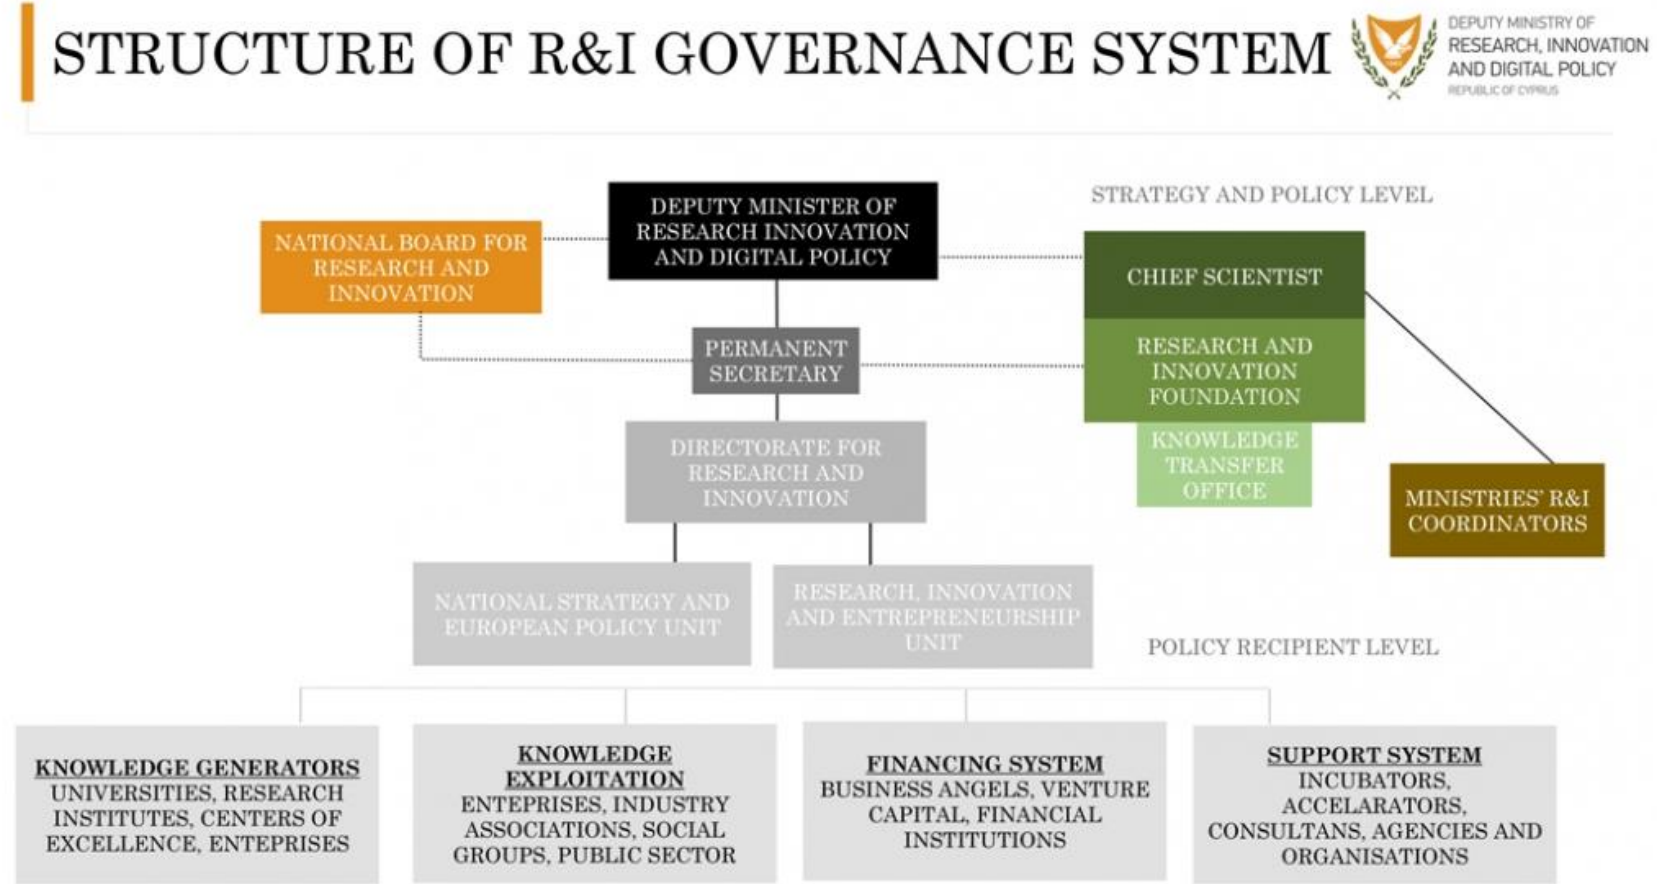 STRUCTURE OF R&I GOVERNANCE SYSTEM
DEPUTY MINISTRY OF
RESEARCH, INNOVATION
AND DIGITAL POLICY
REPUBLIC OF CYPRUS
STRATEGY AND POLICY LEVEL
DEPUTY MINISTER OF
RESEARCH INNOVATION
AND DIGITAL POLICY
NATIONAL BOARD FOR
RESEARCH AND
INNOVATION
CHIEF SCIENTIST
PERMANENT
SECRETARY
RESEARCH AND
INNOVATION
FOUNDATION
DIRECTORATE FOR
RESEARCH AND
INNOVATION
KNOWLEDGE
TRANSFER
OFFICE
MINISTRIES' R&I
COORDINATORS
NATIONAL STRATEGY AND
EUROPEAN POLICY UNIT
RESEARCH, INNOVATION
AND ENTREPRENEURSHIP
UNIT
POLICY RECIPIENT LEVEL
KNOWLEDGE GENERATORS
UNIVERSITIES, RESEARCH
INSTITUTES, CENTERS OF
EXCELLENCE, ENTEPRISES
KNOWLEDGE
EXPLOITATION
ENTEPRISES, INDUSTRY
ASSOCIATIONS, SOCIAL
GROUPS, PUBLIC SECTOR
FINANCING SYSTEM
BUSINESS ANGELS, VENTURE
CAPITAL, FINANCIAL
INSTITUTIONS
SUPPORT SYSTEM
INCUBATORS,
ACCELARATORS,
CONSULTANS, AGENCIES AND
ORGANISATIONS